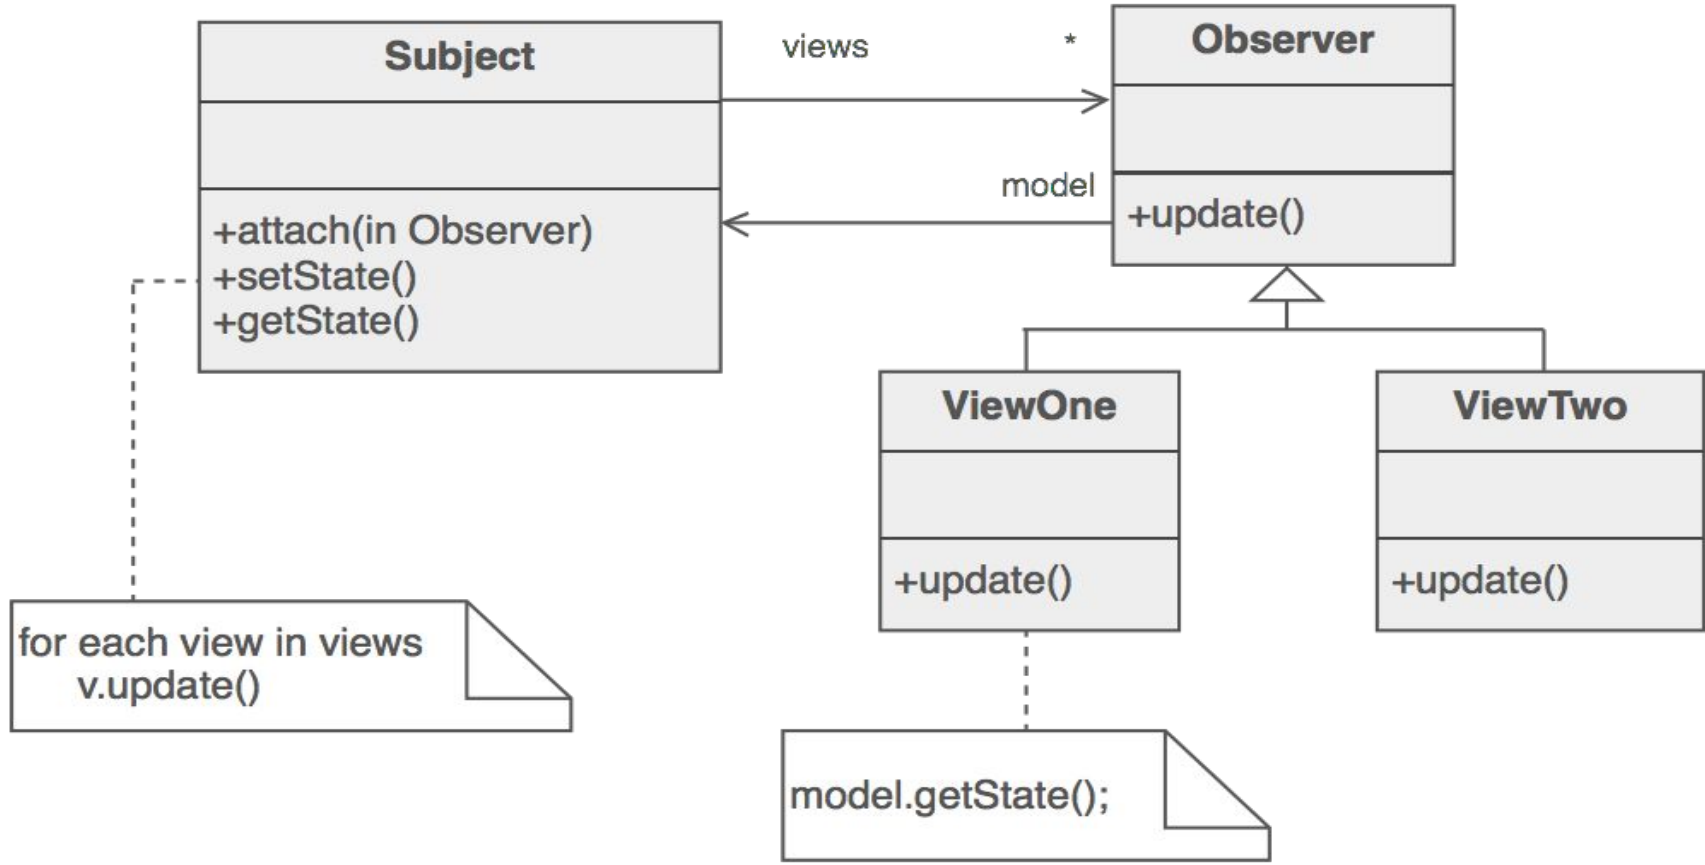 Subject
+attach(in Observer)
+setState()
+getState()
views
*
model
Observer
+update()
ViewOne
+update()
ViewTwo
+update()
for each view in views
v.update()
model.getState();